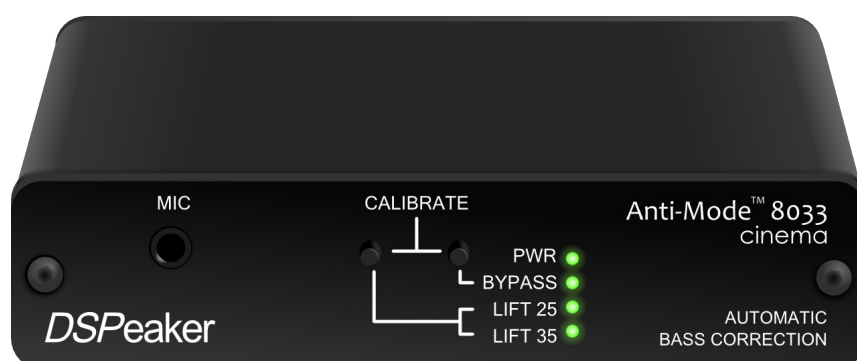 MIC
CALIBRATE
Anti-Mode™ 8033
cinema
PWR
BYPASS
LIFT 25
LIFT 35
DSPeaker
AUTOMATIC
BASS CORRECTION